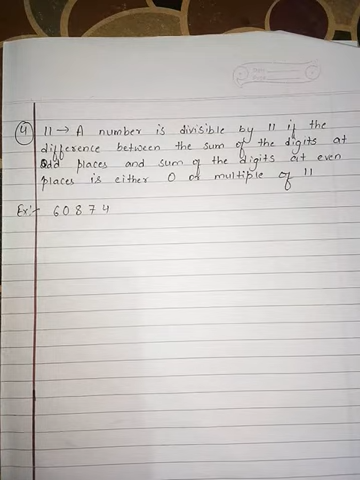 4 11 → A number is divisible by 11 if the
difference between the sum of the digits at
odd places and sum of the digits at even
places is either 0 or multiple of 11
Ex:- 60874